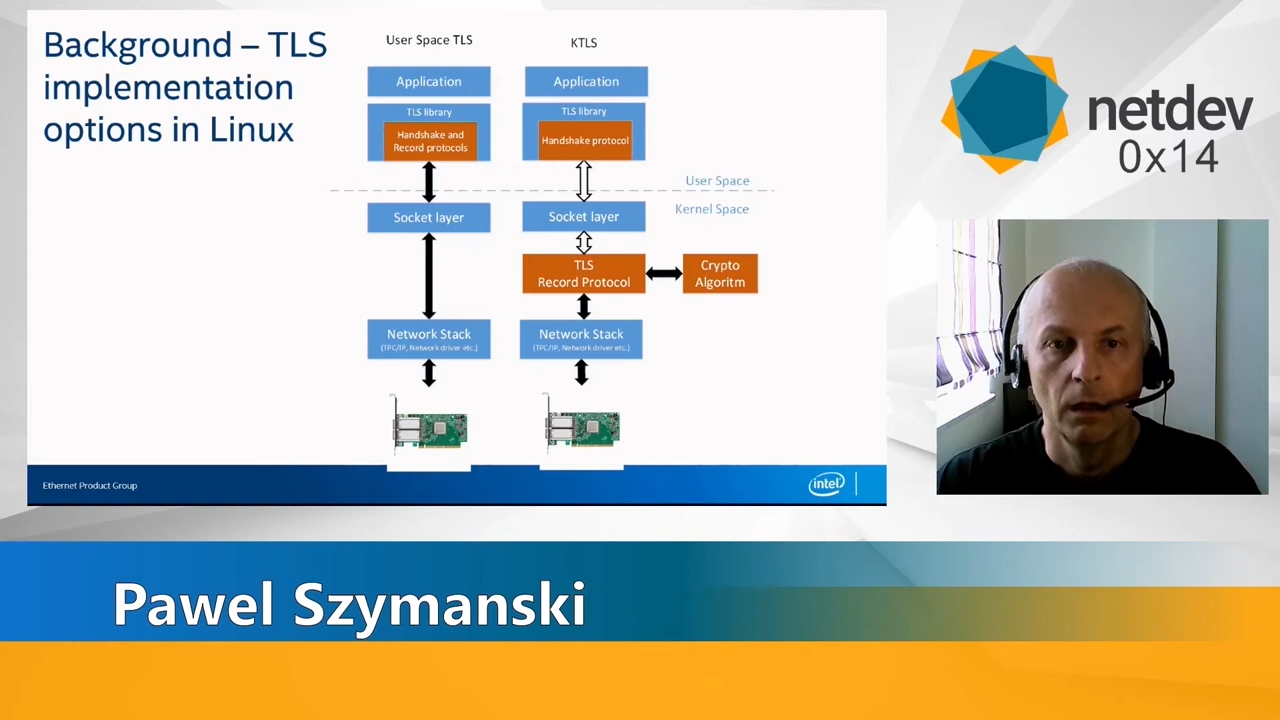 Background – TLS
implementation
options in Linux
User Space TLS
Application
TLS library
Handshake and
Record protocols
Socket layer
Network Stack
(TPC/IP, Network driver etc.)
KTLS
Application
TLS library
Handshake protocol
User Space
Kernel Space
Socket layer
TLS
Record Protocol
Crypto
Algoritm
Network Stack
(TPC/IP, Network driver etc.)
Ethernet Product Group
intel
netdev
0x14
Pawel Szymanski